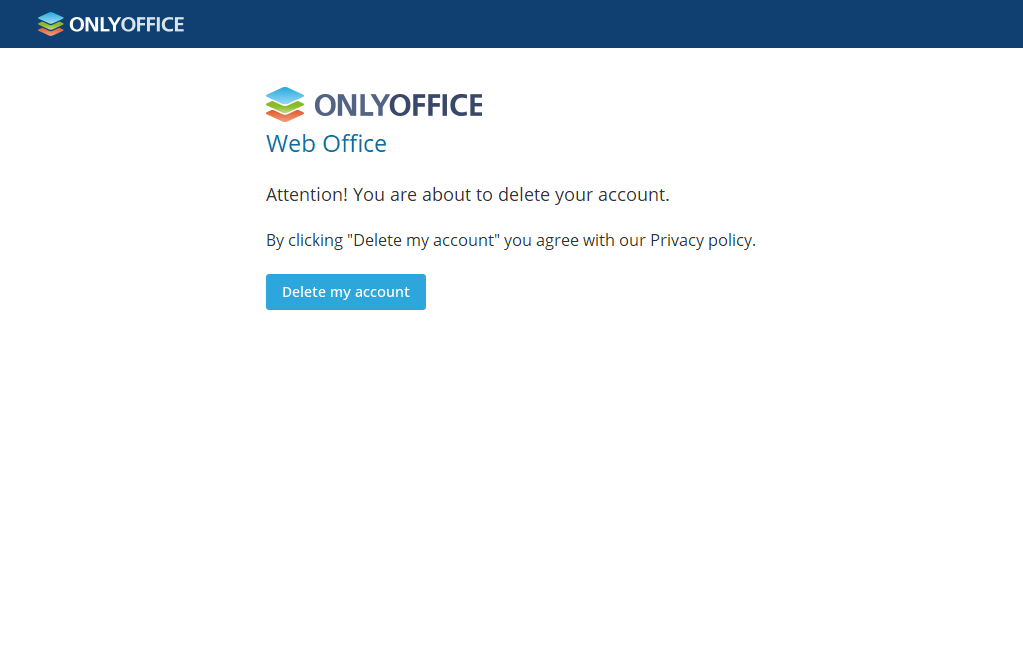 ONLYOFFICE
ONLYOFFICE
Web Office
Attention! You are about to delete your account.
By clicking "Delete my account" you agree with our Privacy policy.
Delete my account